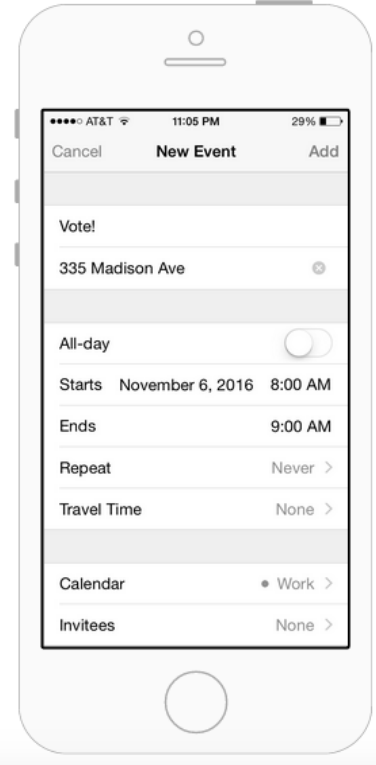 AT&T 11:05 PM 29%
Cancel New Event Add
Vote!
335 Madison Ave
All-day
Starts November 6, 2016 8:00 AM
Ends 9:00 AM
Repeat Never >
Travel Time None >
Calendar • Work >
Invitees None >